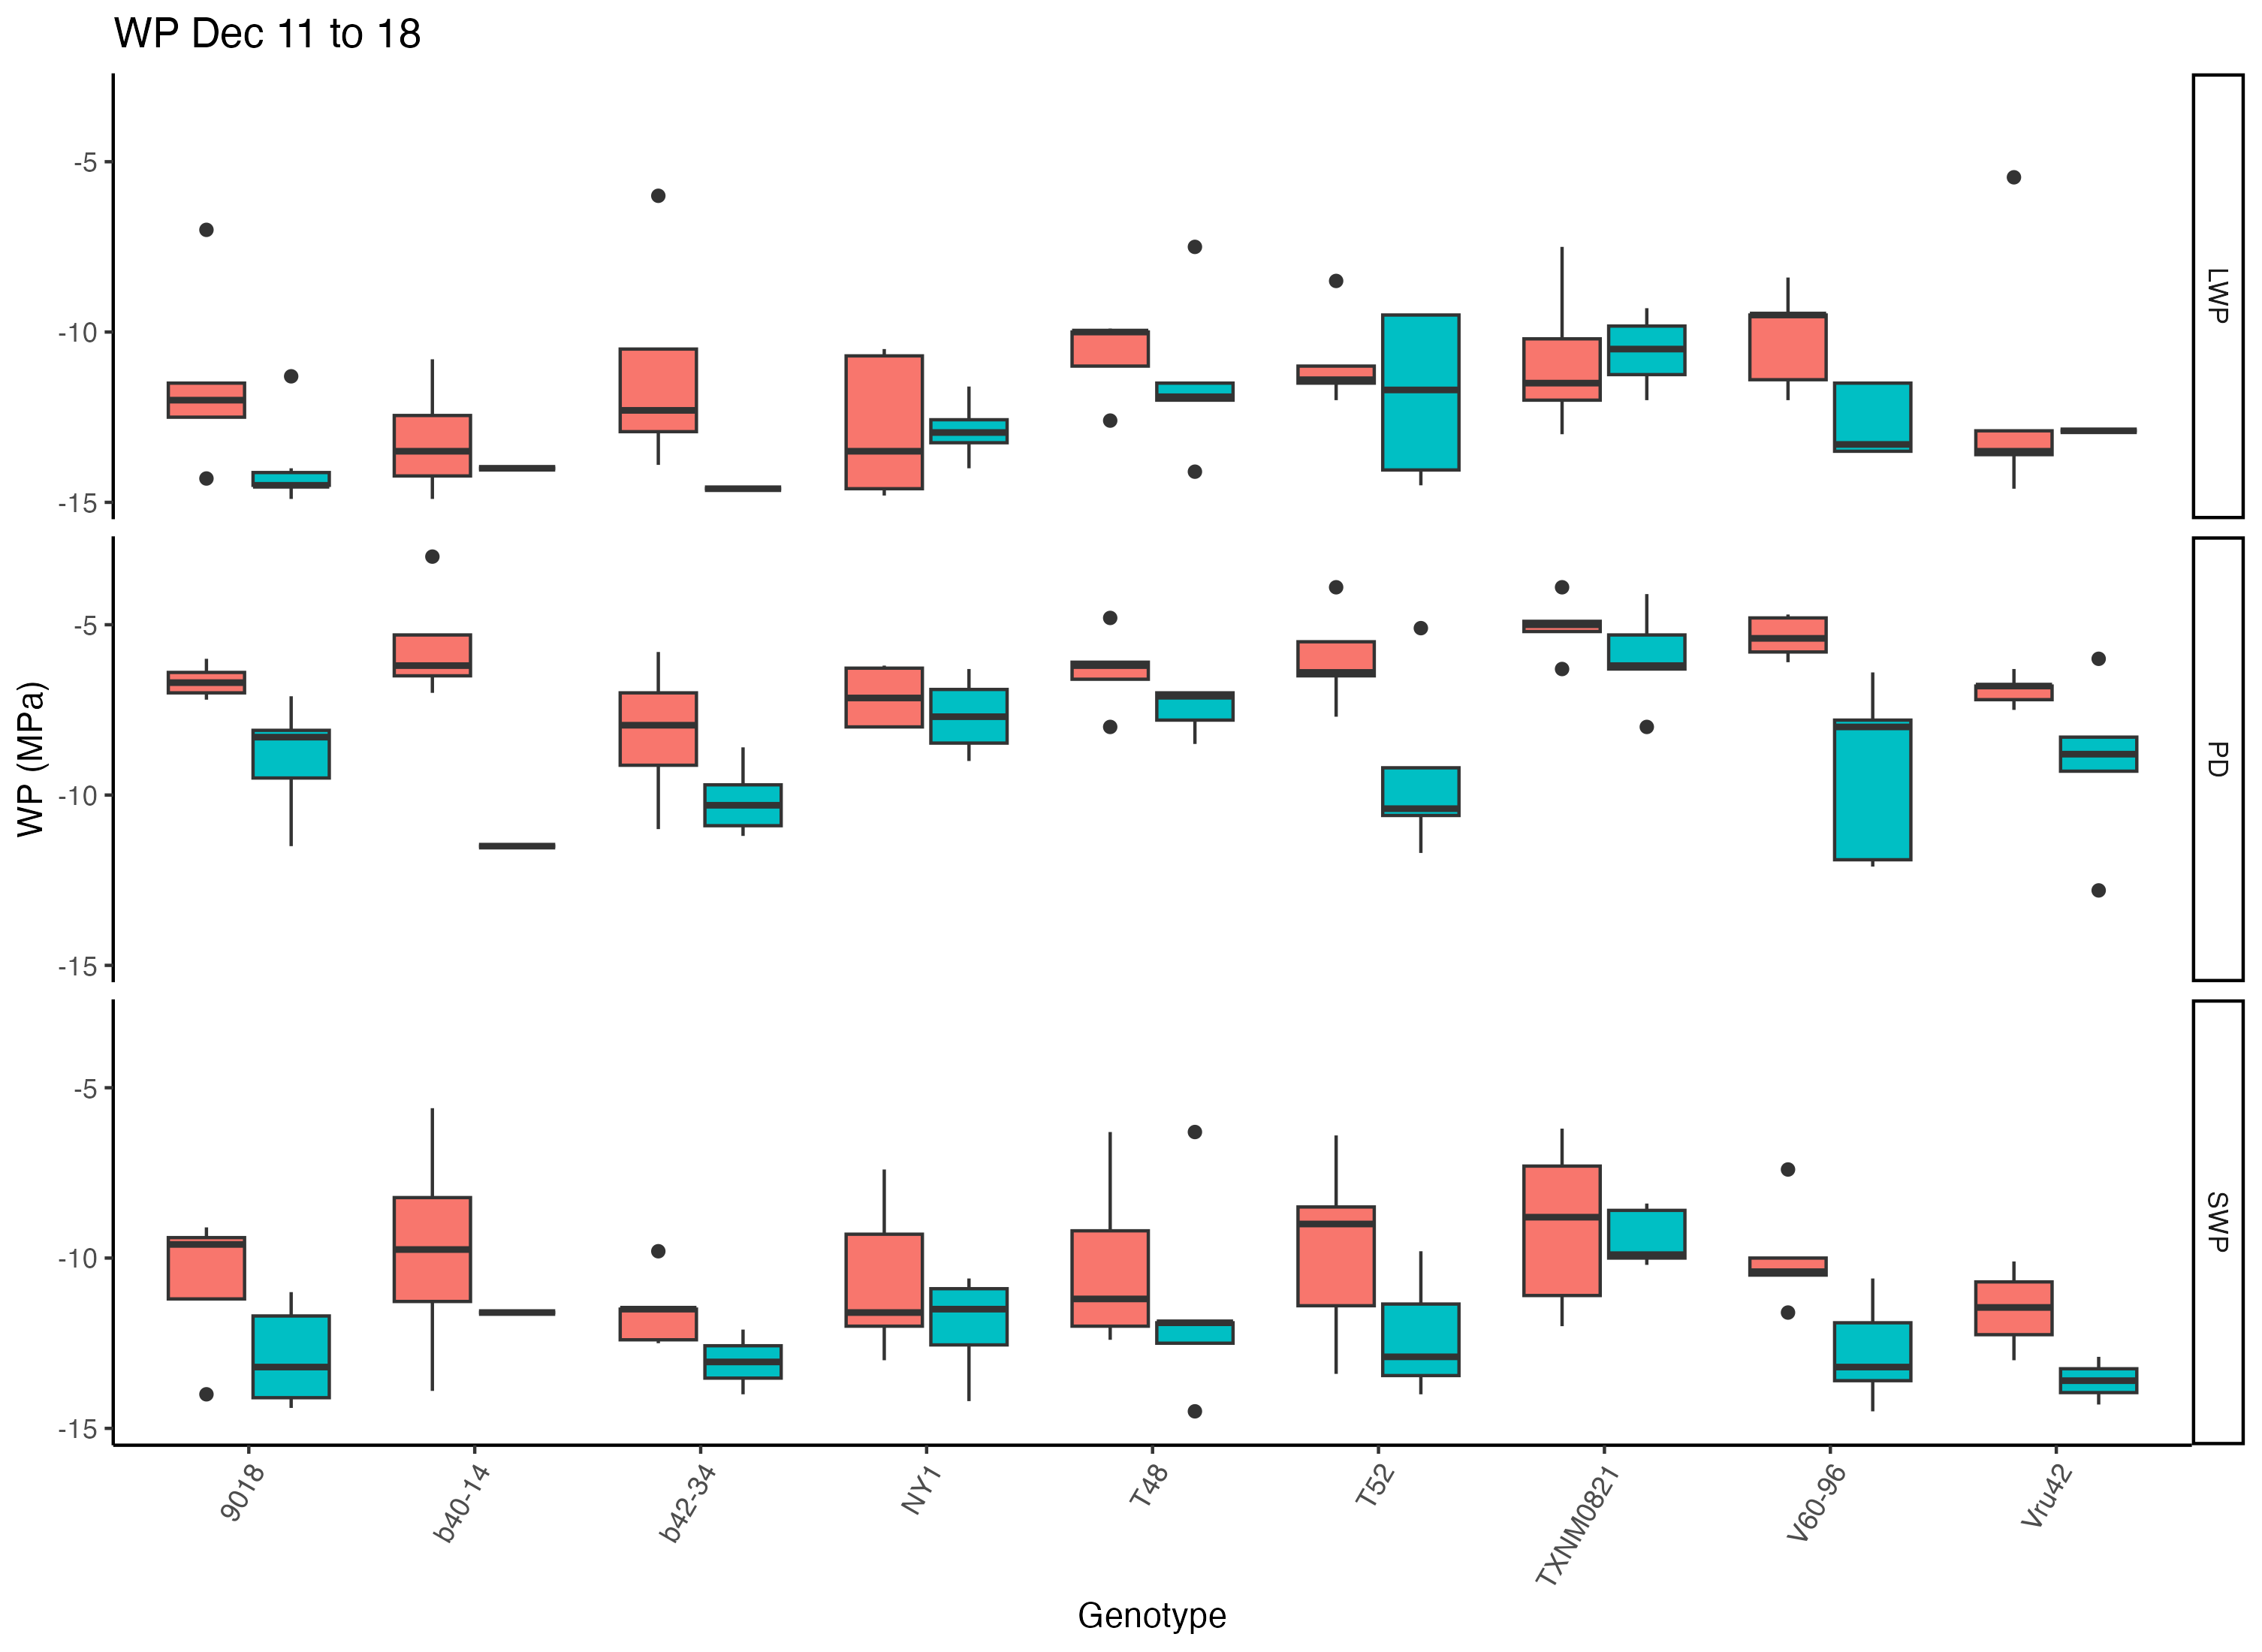 WP Dec 11 to 18
WP (MPa)
-5
-10
-15
LWP
-5
-10
-15
PD
-5
-10
-15
SWP
9018
b40-14
b42-34
NY1
T48
T52
TXNM0821
V60-96
Vru42
Genotype